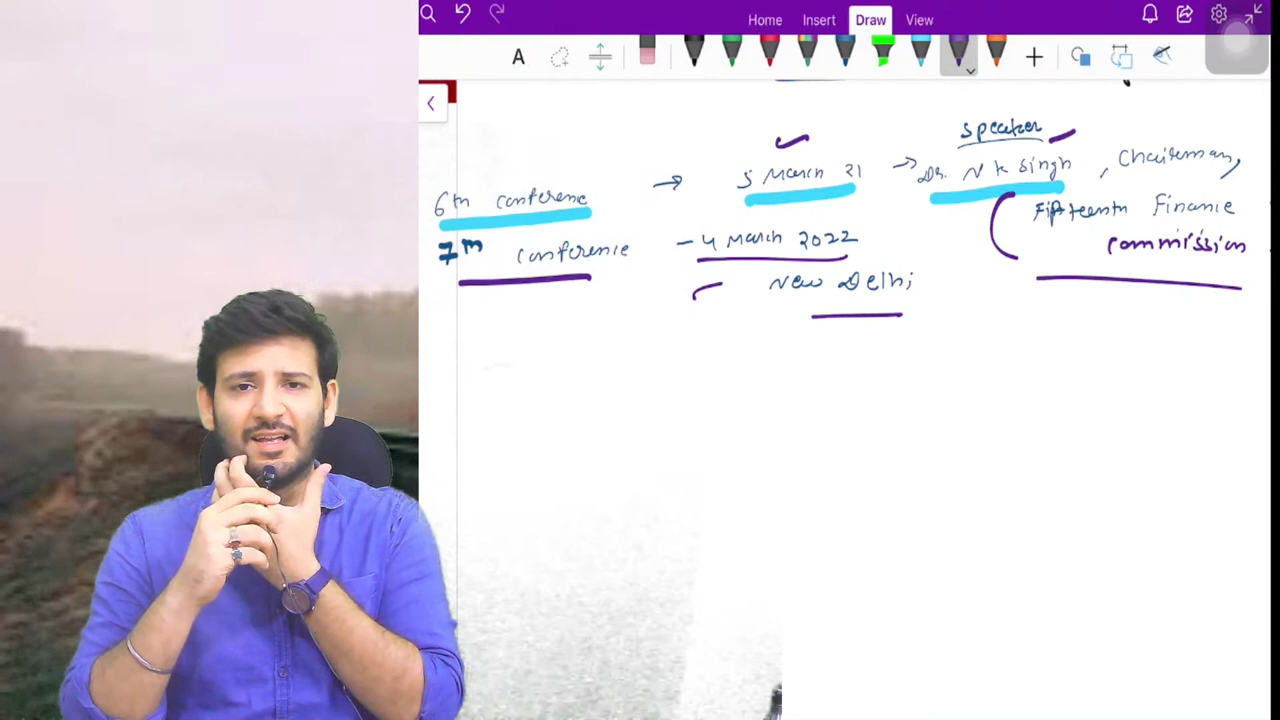 Home Insert Draw View
A
Speaker
6th conference → 5 March 21 → Dr. N K Singh, Chairman,
Fifteenth Finance
commission
7th conference - 4 March 2022
New Delhi